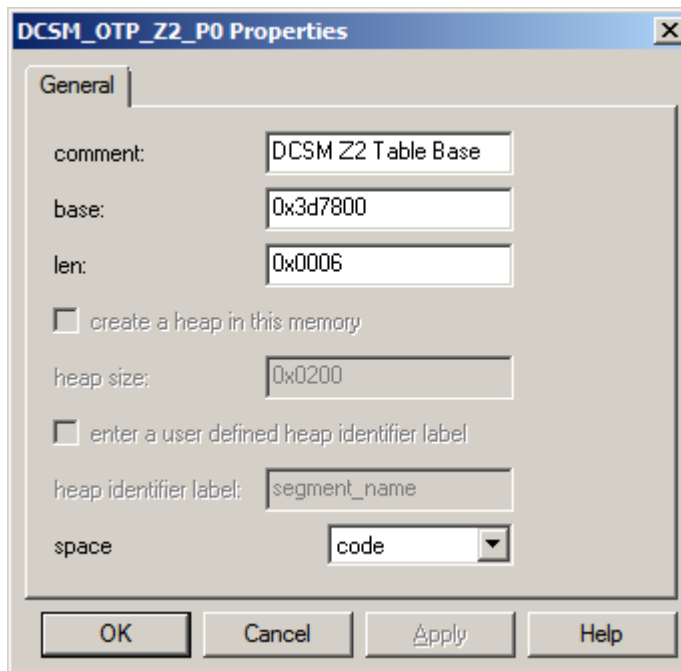 DCSM_OTP_Z2_P0 Properties
General
comment: DCSM Z2 Table Base
base: 0x3d7800
len: 0x0006
create a heap in this memory
heap size: 0x0200
enter a user defined heap identifier label
heap identifier label: segment_name
space code
OK Cancel Apply Help